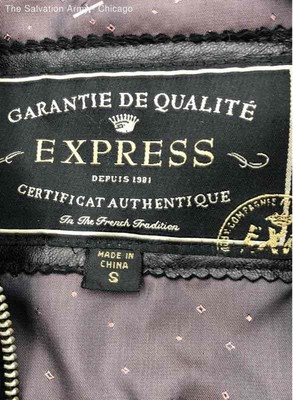 The Salvation Army, Chicago
GARANTIE DE QUALITÉ
EXPRESS
DEPUIS 1981
CERTIFICAT AUTHENTIQUE
In The French Tradition
COMPAGNIE
MADE IN
CHINA
S